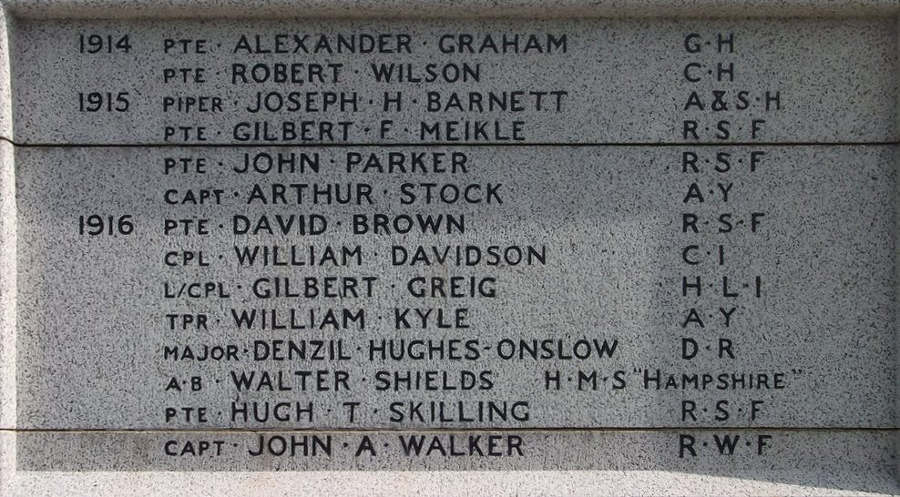 1914 PTE · ALEXANDER · GRAHAM G·H
PTE · ROBERT · WILSON C·H
1915 PIPER · JOSEPH · H · BARNETT A&S·H
PTE · GILBERT · F · MEIKLE R·S·F
PTE · JOHN · PARKER R·S·F
CAPT · ARTHUR · STOCK A·Y
1916 PTE · DAVID · BROWN R·S·F
CPL · WILLIAM · DAVIDSON C·I
L/CPL · GILBERT · GREIG H·L·I
TPR · WILLIAM · KYLE A·Y
MAJOR · DENZIL · HUGHES-ONSLOW D·R
A·B · WALTER · SHIELDS H·M·S "HAMPSHIRE"
PTE · HUGH · T · SKILLING R·S·F
CAPT · JOHN · A · WALKER R·W·F